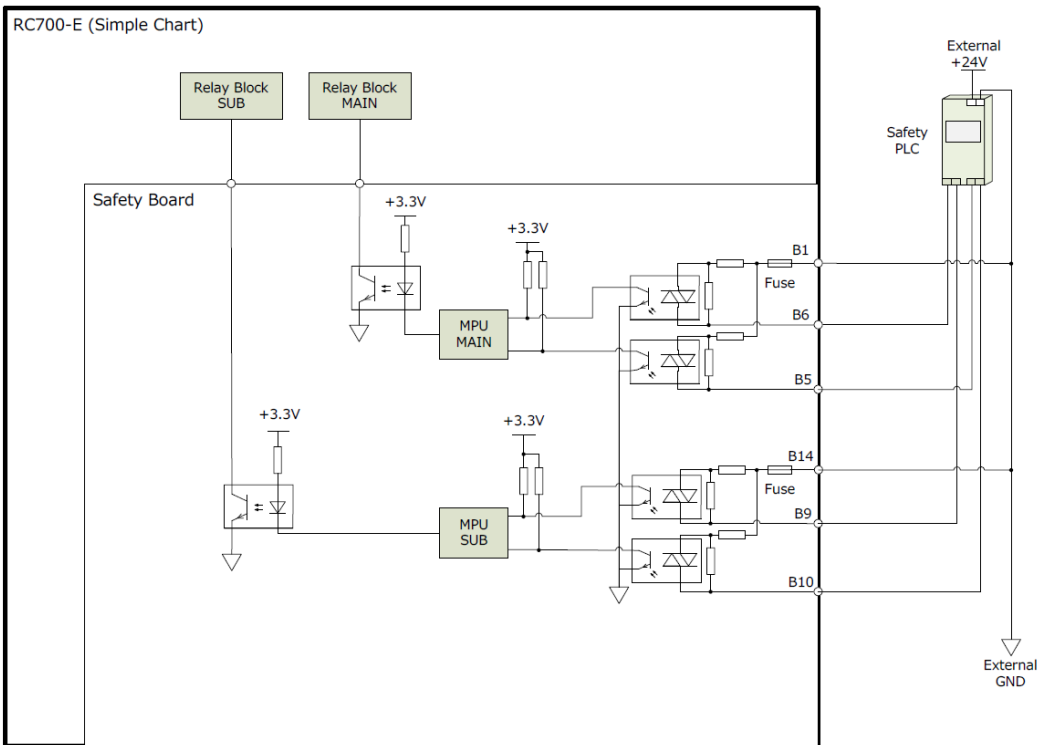 RC700-E (Simple Chart)
External
+24V
Relay Block
SUB
Relay Block
MAIN
Safety
PLC
Safety Board
+3.3V
+3.3V
B1
Fuse
MPU
MAIN
B6
B5
+3.3V
+3.3V
B14
Fuse
MPU
SUB
B9
B10
External
GND